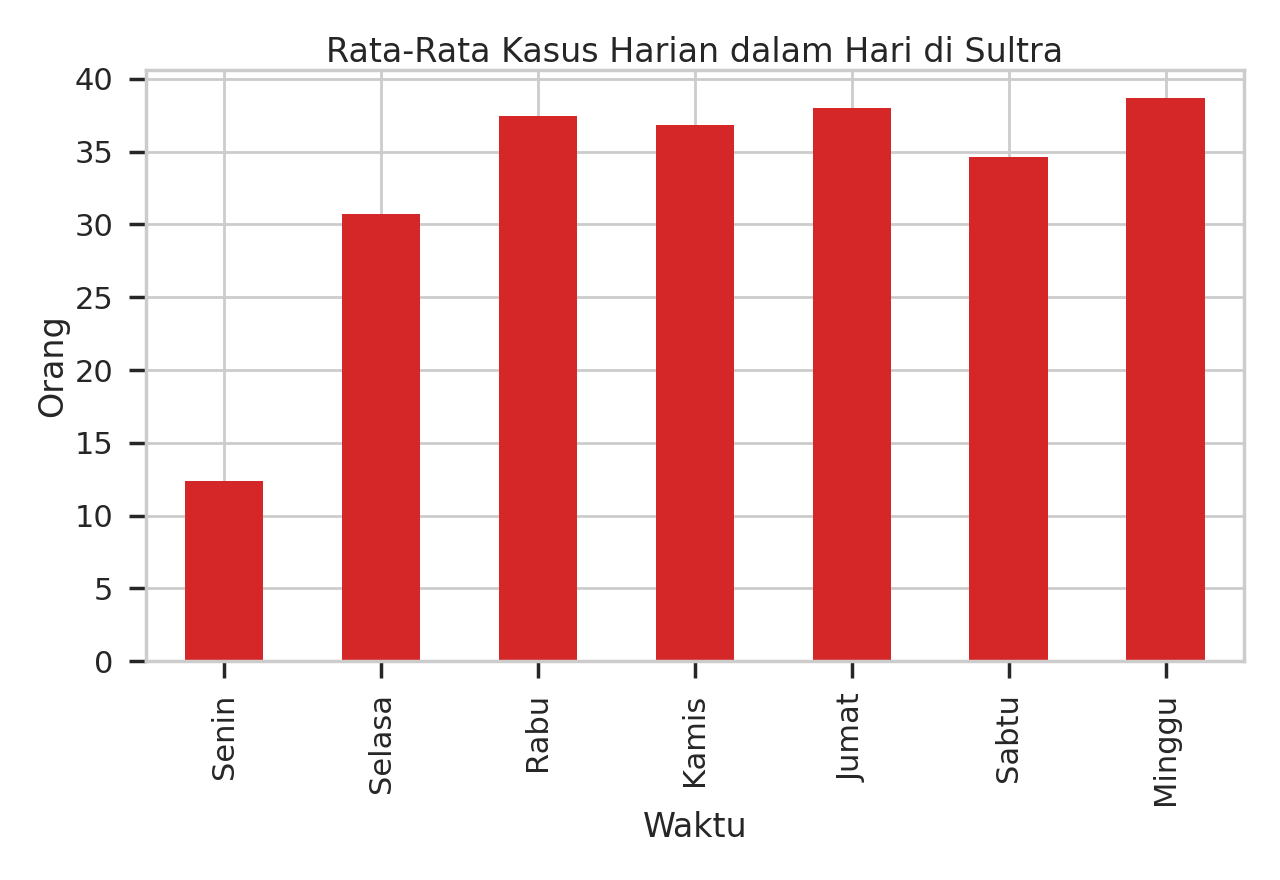 Rata-Rata Kasus Harian dalam Hari di Sultra
Orang
40
35
30
25
20
15
10
5
0
Senin
Selasa
Rabu
Kamis
Jumat
Sabtu
Minggu
Waktu